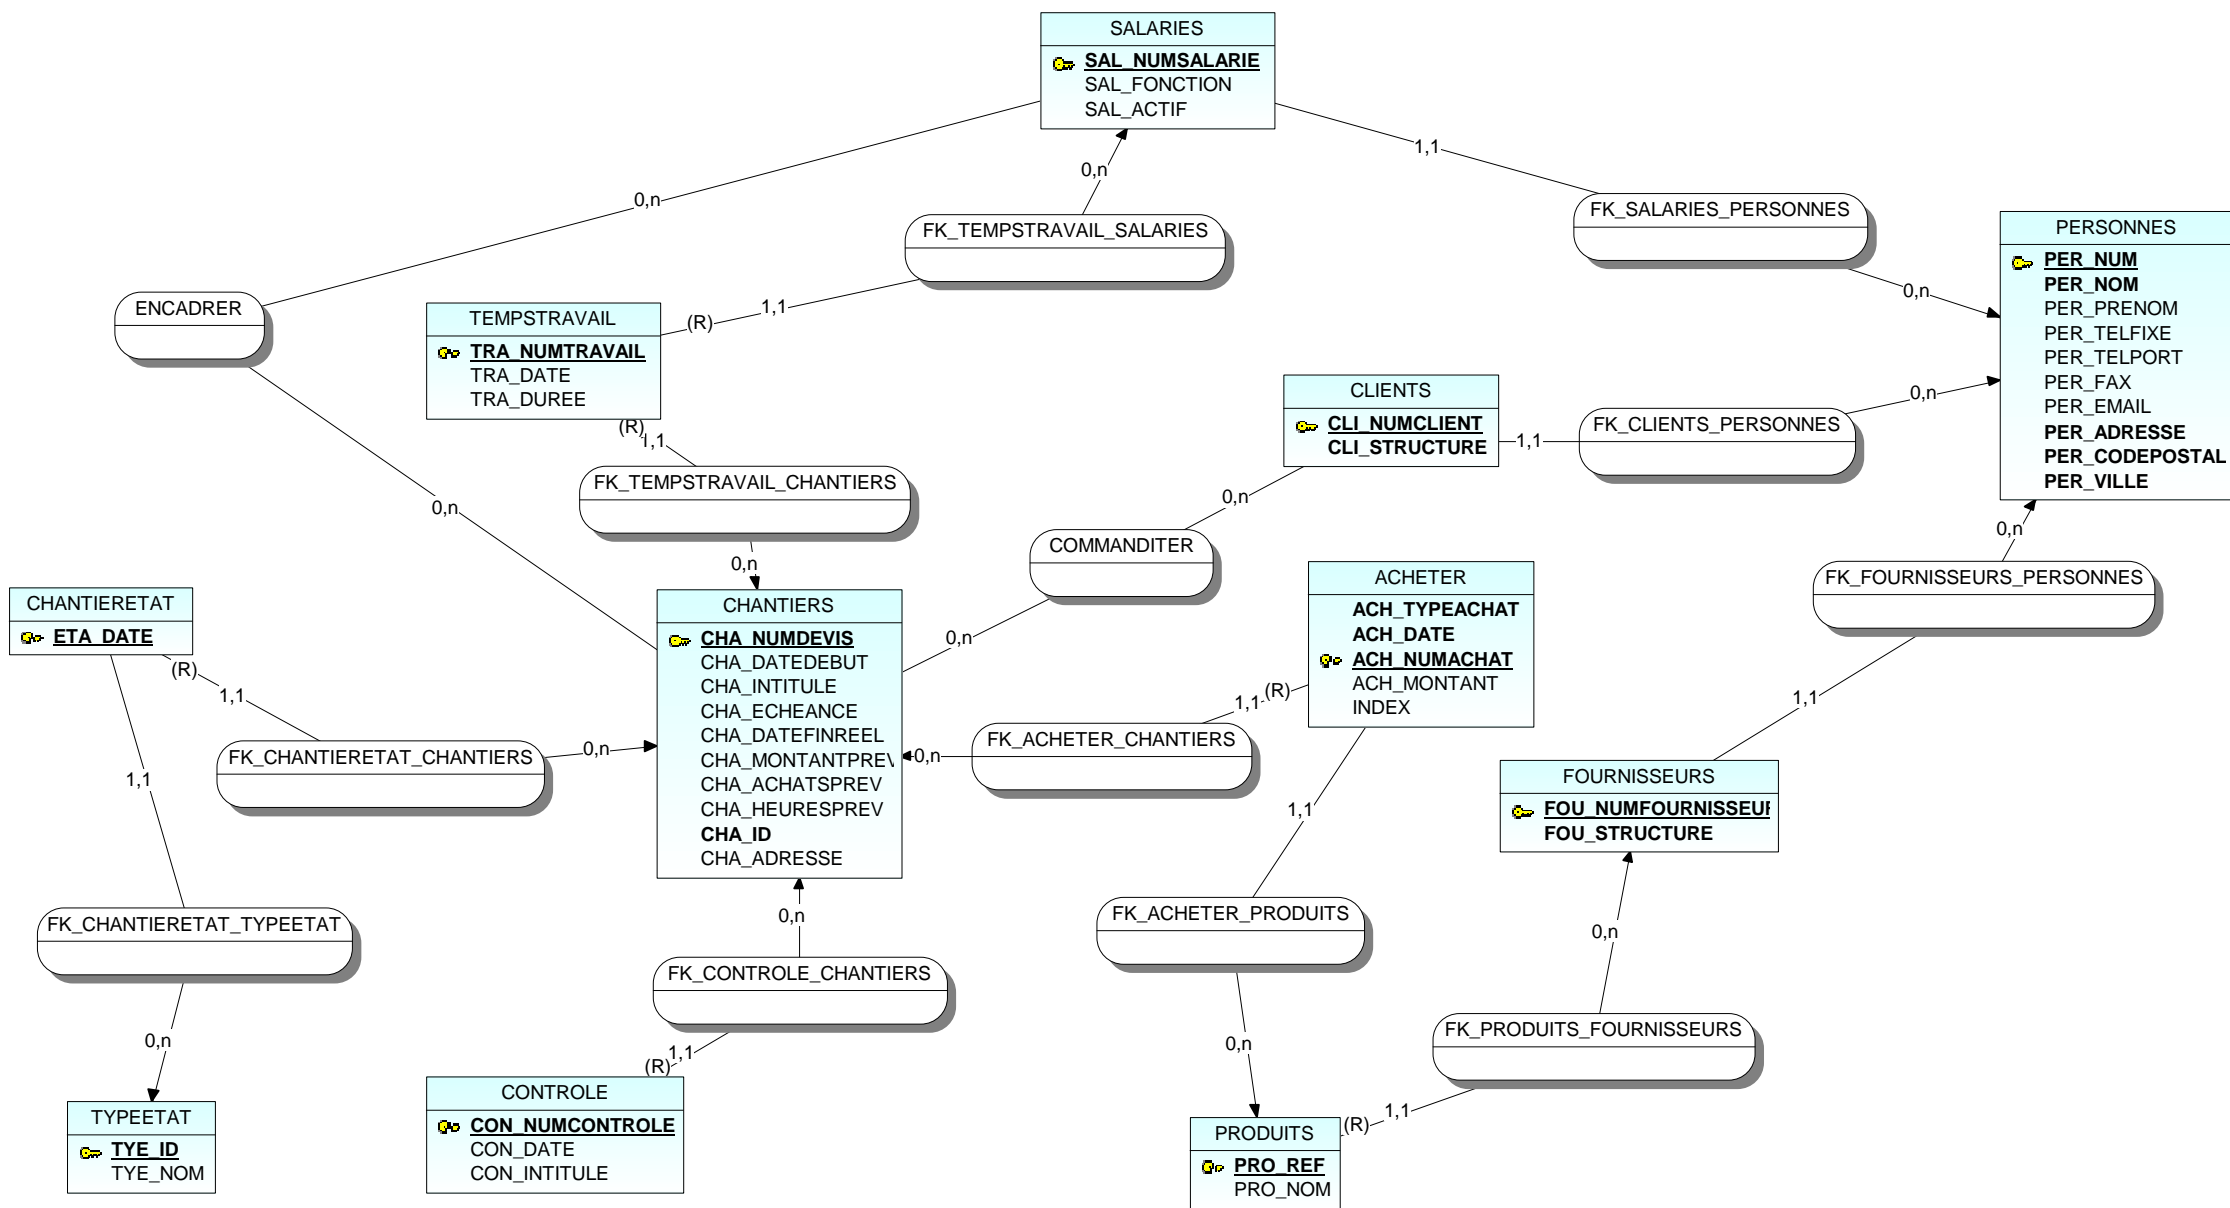 SALARIES
SAL_NUMSALARIE
SAL_FONCTION
SAL_ACTIF
1,1
0,n
0,n
FK_SALARIES_PERSONNES
FK_TEMPSTRAVAIL_SALARIES
PERSONNES
PER_NUM
PER_NOM
PER_PRENOM
PER_TELFIXE
PER_TELPORT
PER_FAX
PER_EMAIL
PER_ADRESSE
PER_CODEPOSTAL
PER_VILLE
0,n
ENCADRER
1,1
(R)
TEMPSTRAVAIL
TRA_NUMTRAVAIL
TRA_DATE
TRA_DUREE
(R)
1,1
CLIENTS
CLI_NUMCLIENT
CLI_STRUCTURE
1,1
FK_CLIENTS_PERSONNES
0,n
FK_TEMPSTRAVAIL_CHANTIERS
0,n
0,n
0,n
COMMANDITER
0,n
0,n
FK_FOURNISSEURS_PERSONNES
ACHETER
ACH_TYPEACHAT
ACH_DATE
ACH_NUMACHAT
ACH_MONTANT
INDEX
CHANTIERETAT
ETA_DATE
(R)
1,1
CHANTIERS
CHA_NUMDEVIS
CHA_DATEDEBUT
CHA_INTITULE
CHA_ECHEANCE
CHA_DATEFINREEL
CHA_MONTANTPREV
CHA_ACHATSPREV
CHA_HEURESPREV
CHA_ID
CHA_ADRESSE
0,n
1,1
(R)
FK_ACHETER_CHANTIERS
0,n
1,1
FK_CHANTIERETAT_CHANTIERS
0,n
1,1
1,1
FOURNISSEURS
FOU_NUMFOURNISSEUR
FOU_STRUCTURE
FK_CHANTIERETAT_TYPEETAT
0,n
FK_ACHETER_PRODUITS
0,n
FK_CONTROLE_CHANTIERS
0,n
1,1
(R)
0,n
FK_PRODUITS_FOURNISSEURS
1,1
(R)
TYPEETAT
TYE_ID
TYE_NOM
CONTROLE
CON_NUMCONTROLE
CON_DATE
CON_INTITULE
PRODUITS
PRO_REF
PRO_NOM